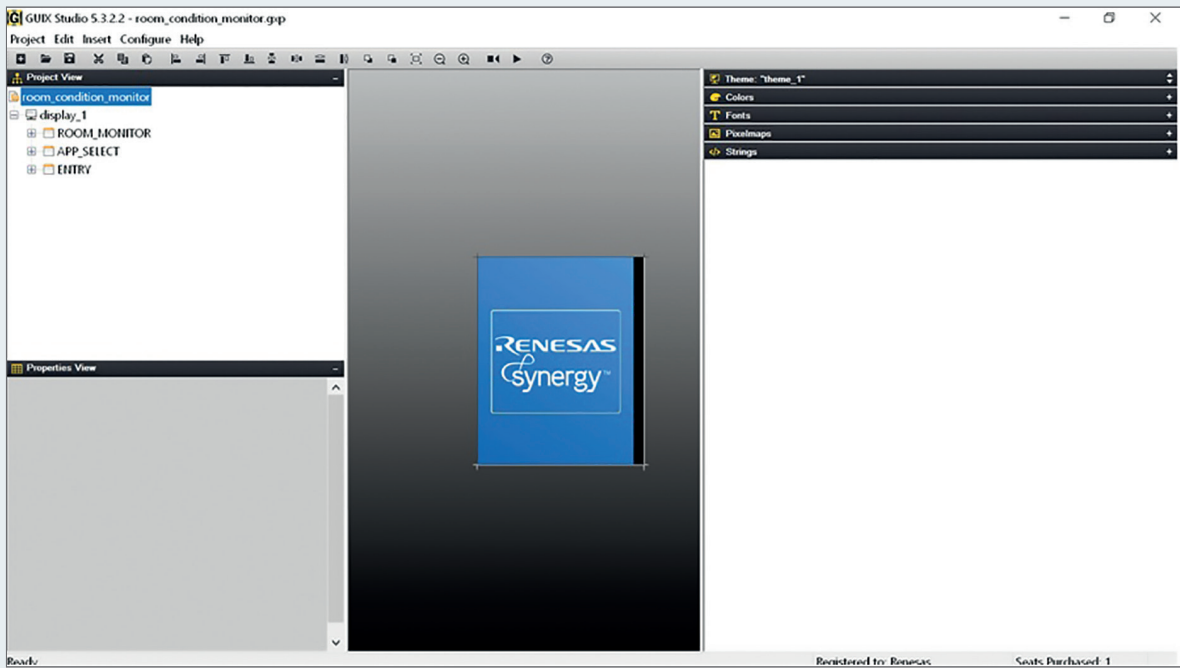 GUIX Studio 5.3.2.2 - room_condition_monitor.gxp
Project Edit Insert Configure Help
Project View
room_condition_monitor
display_1
ROOM_MONITOR
APP_SELECT
ENTRY
Properties View
RENESAS
synergy™
Theme: "theme_1"
Colors
Fonts
Pixelmaps
Strings
Ready
Registered to: Renesas
Seats Purchased: 1